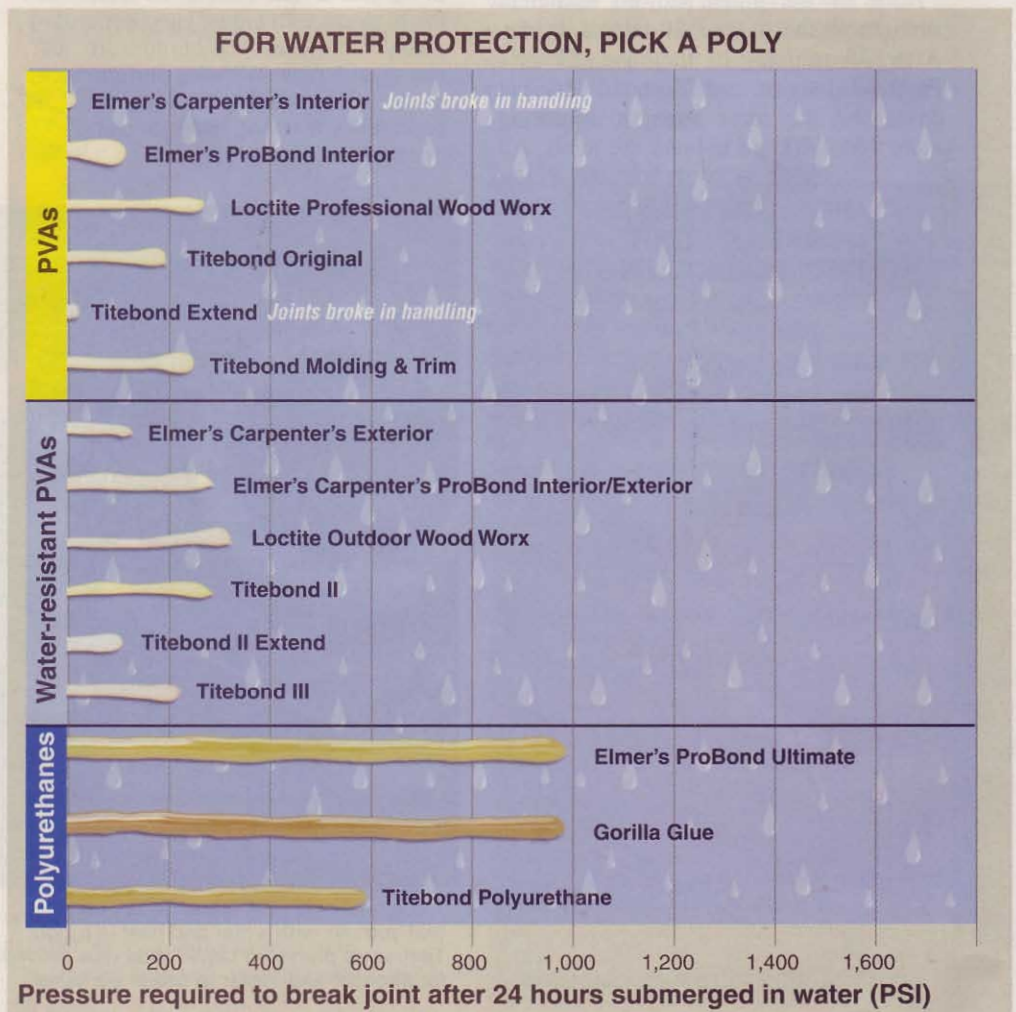 FOR WATER PROTECTION, PICK A POLY
PVAs
Elmer's Carpenter's Interior Joints broke in handling
Elmer's ProBond Interior
Loctite Professional Wood Worx
Titebond Original
Titebond Extend Joints broke in handling
Titebond Molding & Trim
Water-resistant PVAs
Elmer's Carpenter's Exterior
Elmer's Carpenter's ProBond Interior/Exterior
Loctite Outdoor Wood Worx
Titebond II
Titebond II Extend
Titebond III
Polyurethanes
Elmer's ProBond Ultimate
Gorilla Glue
Titebond Polyurethane
0 200 400 600 800 1,000 1,200 1,400 1,600
Pressure required to break joint after 24 hours submerged in water (PSI)